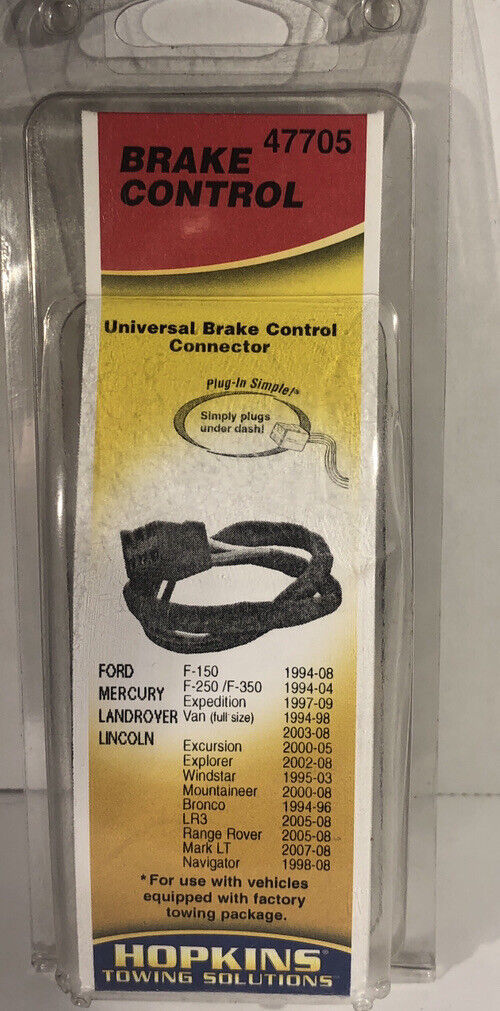 47705
BRAKE
CONTROL
Universal Brake Control
Connector
Plug-In Simple!™
Simply plugs
under dash!
FORD F-150 1994-08
MERCURY F-250 /F-350 1994-04
Expedition 1997-09
LANDROVER Van (full size) 1994-98
2003-08
LINCOLN Excursion 2000-05
Explorer 2002-08
Windstar 1995-03
Mountaineer 2000-08
Bronco 1994-96
LR3 2005-08
Range Rover 2005-08
Mark LT 2007-08
Navigator 1998-08
*For use with vehicles
equipped with factory
towing package.
HOPKINS®
TOWING SOLUTIONS™